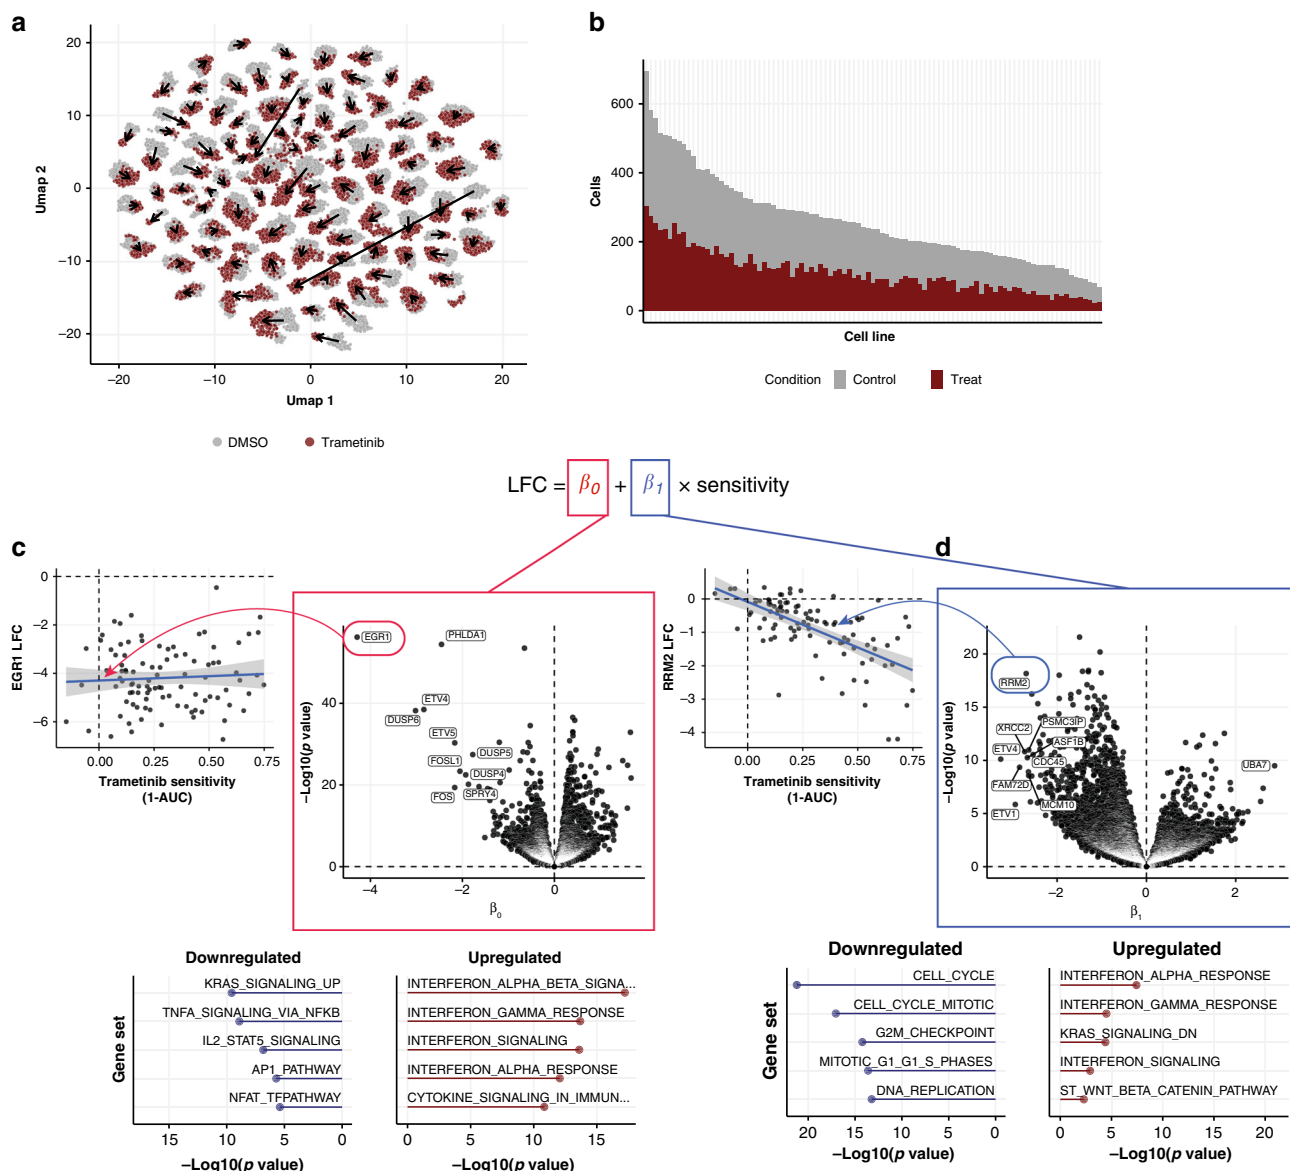 a
20
10
0
−10
−20
Umap 2
−20
−10
0
10
20
Umap 1
DMSO
Trametinib
b
600
400
200
0
Cells
Cell line
Condition
Control
Treat
LFC = β0 + β1 × sensitivity
c
0
−2
−4
−6
EGR1 LFC
0.00
0.25
0.50
0.75
Trametinib sensitivity
(1-AUC)
EGR1
PHLDA1
ETV4
DUSP6
ETV5
DUSP5
FOSL1
DUSP4
FOS
SPRY4
40
20
0
−Log10(p value)
−4
−2
0
β0
d
0
−1
−2
−3
−4
RRM2 LFC
0.00
0.25
0.50
0.75
Trametinib sensitivity
(1-AUC)
20
15
10
5
0
−Log10(p value)
RRM2
XRCC2
PSMC3IP
ETV4
ASF1B
CDC45
UBA7
FAM72D
MCM10
ETV1
−2
0
2
β1
Downregulated
Gene set
KRAS_SIGNALING_UP
TNFA_SIGNALING_VIA_NFKB
IL2_STAT5_SIGNALING
AP1_PATHWAY
NFAT_TFPATHWAY
15
10
5
0
−Log10(p value)
Upregulated
INTERFERON_ALPHA_BETA_SIGNA...
INTERFERON_GAMMA_RESPONSE
INTERFERON_SIGNALING
INTERFERON_ALPHA_RESPONSE
CYTOKINE_SIGNALING_IN_IMMUN...
0
5
10
15
−Log10(p value)
Downregulated
Gene set
CELL_CYCLE
CELL_CYCLE_MITOTIC
G2M_CHECKPOINT
MITOTIC_G1_G1_S_PHASES
DNA_REPLICATION
20
15
10
5
0
−Log10(p value)
Upregulated
INTERFERON_ALPHA_RESPONSE
INTERFERON_GAMMA_RESPONSE
KRAS_SIGNALING_DN
INTERFERON_SIGNALING
ST_WNT_BETA_CATENIN_PATHWAY
0
5
10
15
20
−Log10(p value)